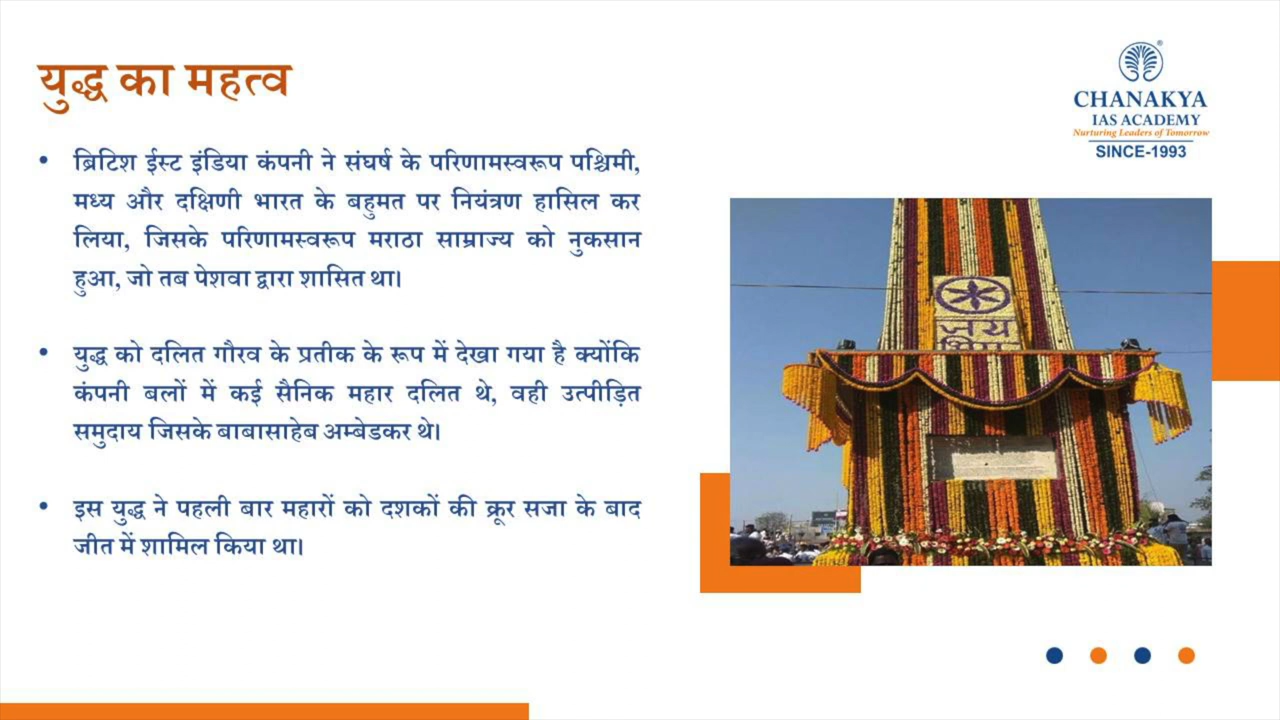 युद्ध का महत्व
CHANAKYA
IAS ACADEMY
Nurturing Leaders of Tomorrow
SINCE-1993
• ब्रिटिश ईस्ट इंडिया कंपनी ने संघर्ष के परिणामस्वरूप पश्चिमी,
मध्य और दक्षिणी भारत के बहुमत पर नियंत्रण हासिल कर
लिया, जिसके परिणामस्वरूप मराठा साम्राज्य को नुकसान
हुआ, जो तब पेशवा द्वारा शासित था।
• युद्ध को दलित गौरव के प्रतीक के रूप में देखा गया है क्योंकि
कंपनी बलों में कई सैनिक महार दलित थे, वही उत्पीड़ित
समुदाय जिसके बाबासाहेब अम्बेडकर थे।
• इस युद्ध ने पहली बार महारों को दशकों की क्रूर सजा के बाद
जीत में शामिल किया था।
जय
भिम